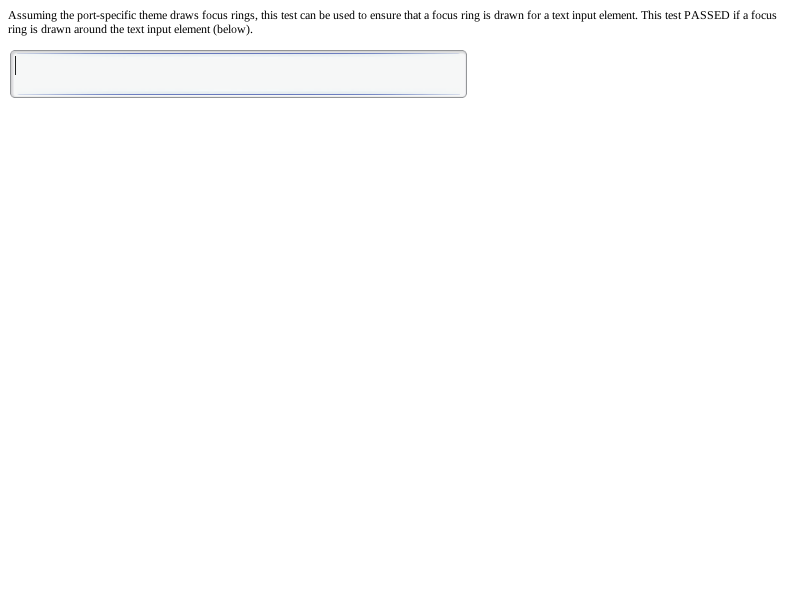 Assuming the port-specific theme draws focus rings, this test can be used to ensure that a focus ring is drawn for a text input element. This test PASSED if a focus
ring is drawn around the text input element (below).